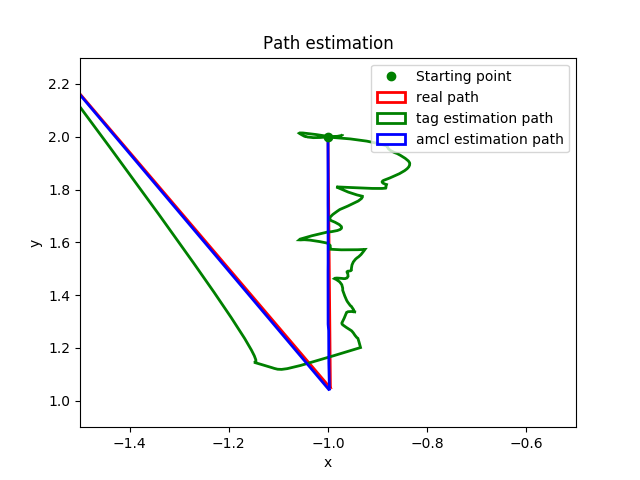 Path estimation
Starting point
real path
tag estimation path
amcl estimation path
2.2
2.0
1.8
1.6
1.4
1.2
1.0
y
−1.4
−1.2
−1.0
−0.8
−0.6
x